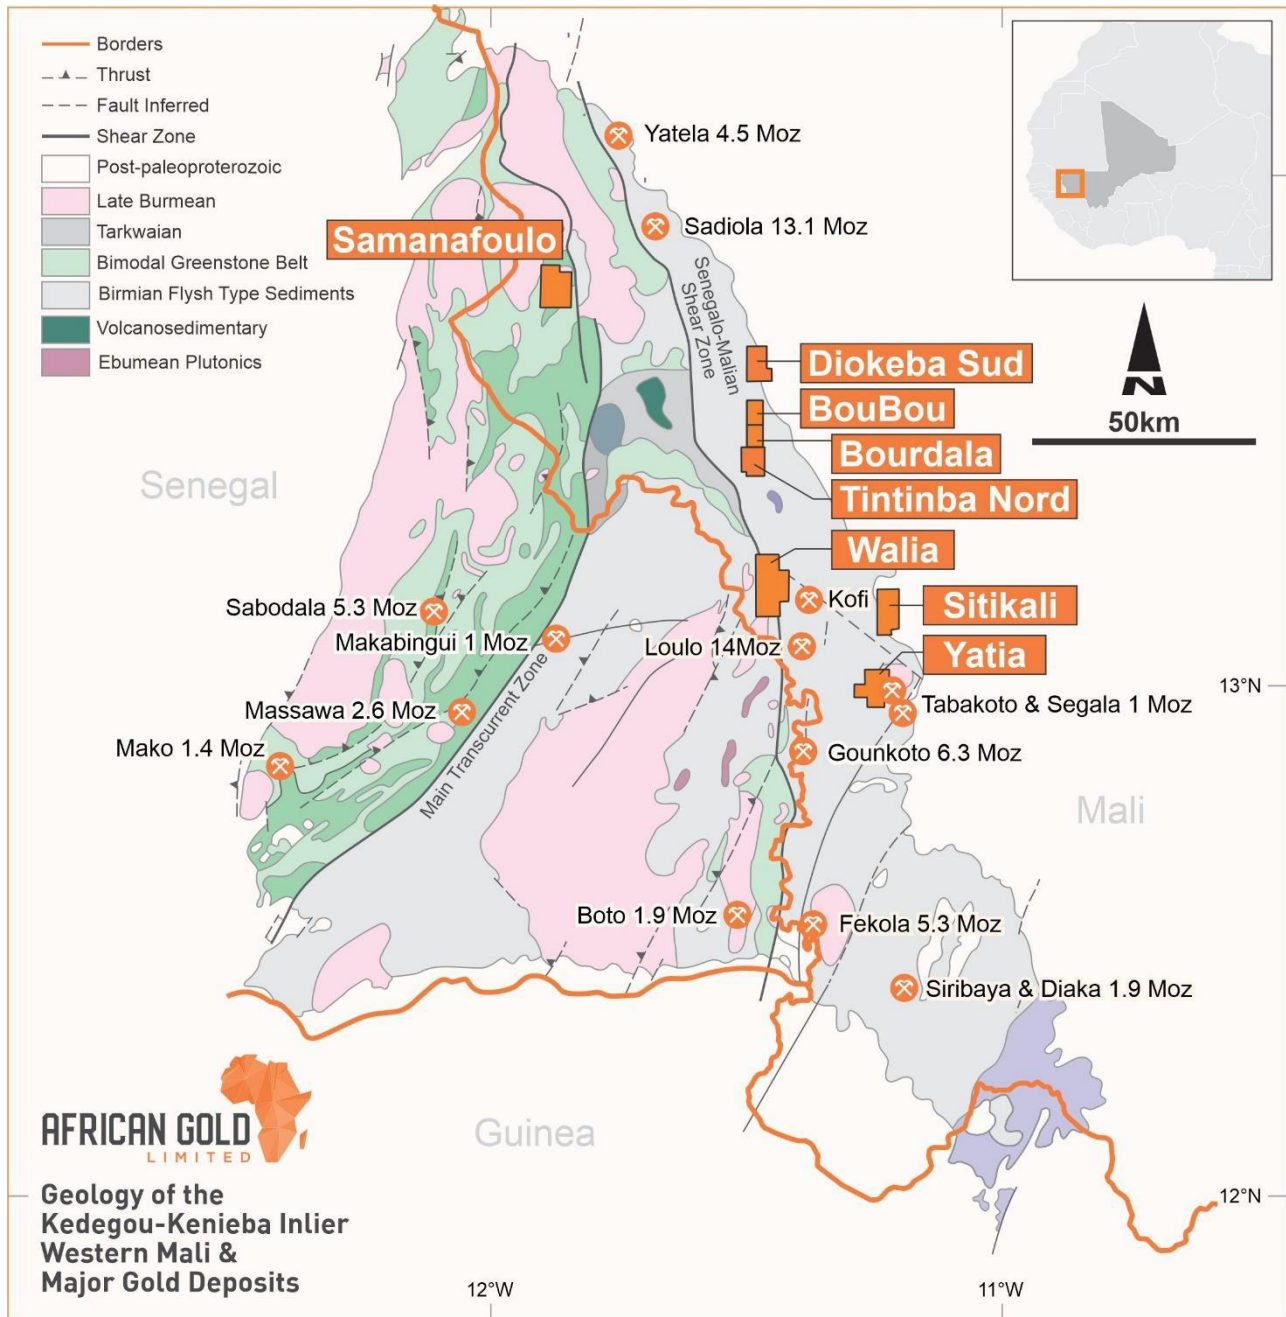 Borders
Thrust
Fault Inferred
Shear Zone
Post-paleoproterozoic
Late Burmean
Tarkwaian
Bimodal Greenstone Belt
Birmian Flysh Type Sediments
Volcanosedimentary
Ebumean Plutonics
Yatela 4.5 Moz
Sadiola 13.1 Moz
Samanafoulo
Senegalo-Malian
Shear Zone
Diokeba Sud
BouBou
Bourdala
Tintinba Nord
Walia
Sitikali
Yatia
N
50km
Senegal
Sabodala 5.3 Moz
Makabingui 1 Moz
Massawa 2.6 Moz
Mako 1.4 Moz
Main Transcurrent Zone
Kofi
Loulo 14Moz
13°N
Tabakoto & Segala 1 Moz
Gounkoto 6.3 Moz
Mali
Boto 1.9 Moz
Fekola 5.3 Moz
Siribaya & Diaka 1.9 Moz
Guinea
12°N
AFRICAN GOLD
LIMITED
Geology of the
Kedegou-Kenieba Inlier
Western Mali &
Major Gold Deposits
12°W
11°W